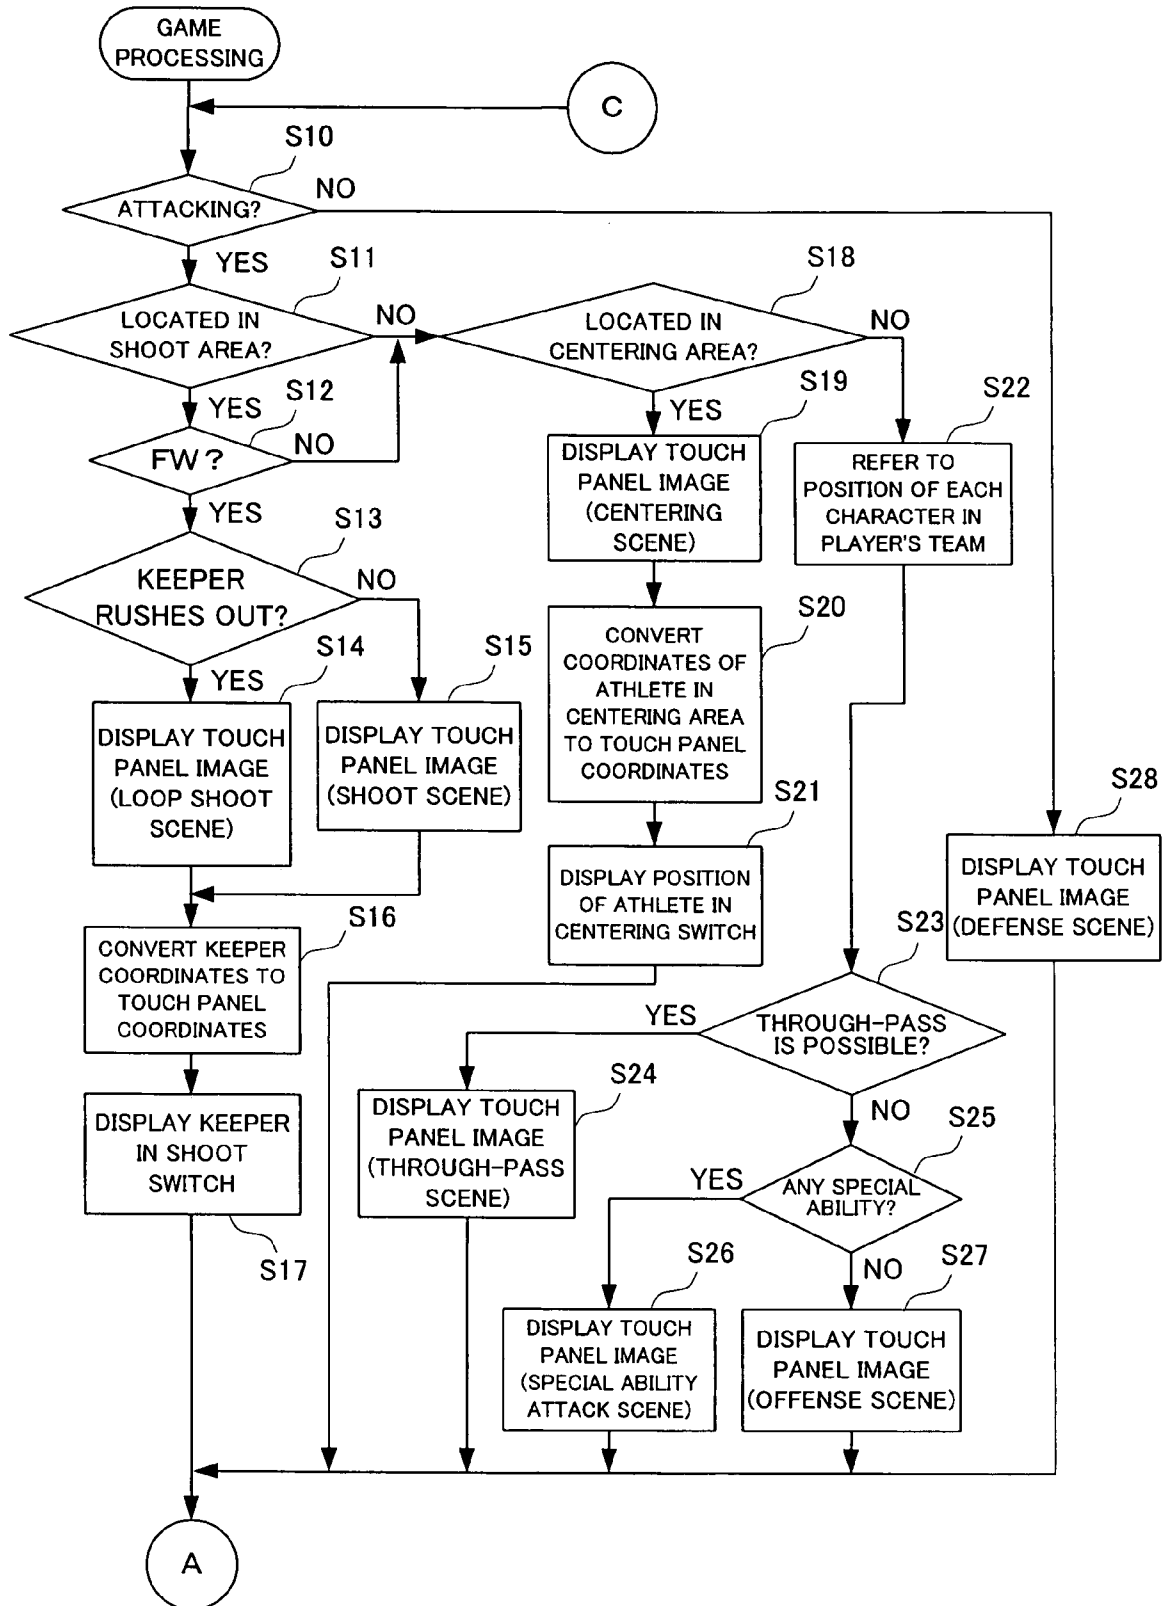 GAME
PROCESSING
C
S10
ATTACKING?
NO
YES
S11
LOCATED IN
SHOOT AREA?
NO
S18
LOCATED IN
CENTERING AREA?
NO
YES
S12
FW?
NO
YES
S19
DISPLAY TOUCH
PANEL IMAGE
(CENTERING
SCENE)
YES
S22
REFER TO
POSITION OF EACH
CHARACTER IN
PLAYER'S TEAM
S13
KEEPER
RUSHES OUT?
NO
YES
S14
DISPLAY TOUCH
PANEL IMAGE
(LOOP SHOOT
SCENE)
S15
DISPLAY TOUCH
PANEL IMAGE
(SHOOT SCENE)
S20
CONVERT
COORDINATES OF
ATHLETE IN
CENTERING AREA
TO TOUCH PANEL
COORDINATES
S21
DISPLAY POSITION
OF ATHLETE IN
CENTERING SWITCH
S28
DISPLAY TOUCH
PANEL IMAGE
(DEFENSE SCENE)
S16
CONVERT KEEPER
COORDINATES TO
TOUCH PANEL
COORDINATES
S23
THROUGH-PASS
IS POSSIBLE?
YES
NO
DISPLAY KEEPER
IN SHOOT
SWITCH
S17
S24
DISPLAY TOUCH
PANEL IMAGE
(THROUGH-PASS
SCENE)
S25
ANY SPECIAL
ABILITY?
YES
NO
S26
DISPLAY TOUCH
PANEL IMAGE
(SPECIAL ABILITY
ATTACK SCENE)
S27
DISPLAY TOUCH
PANEL IMAGE
(OFFENSE SCENE)
A